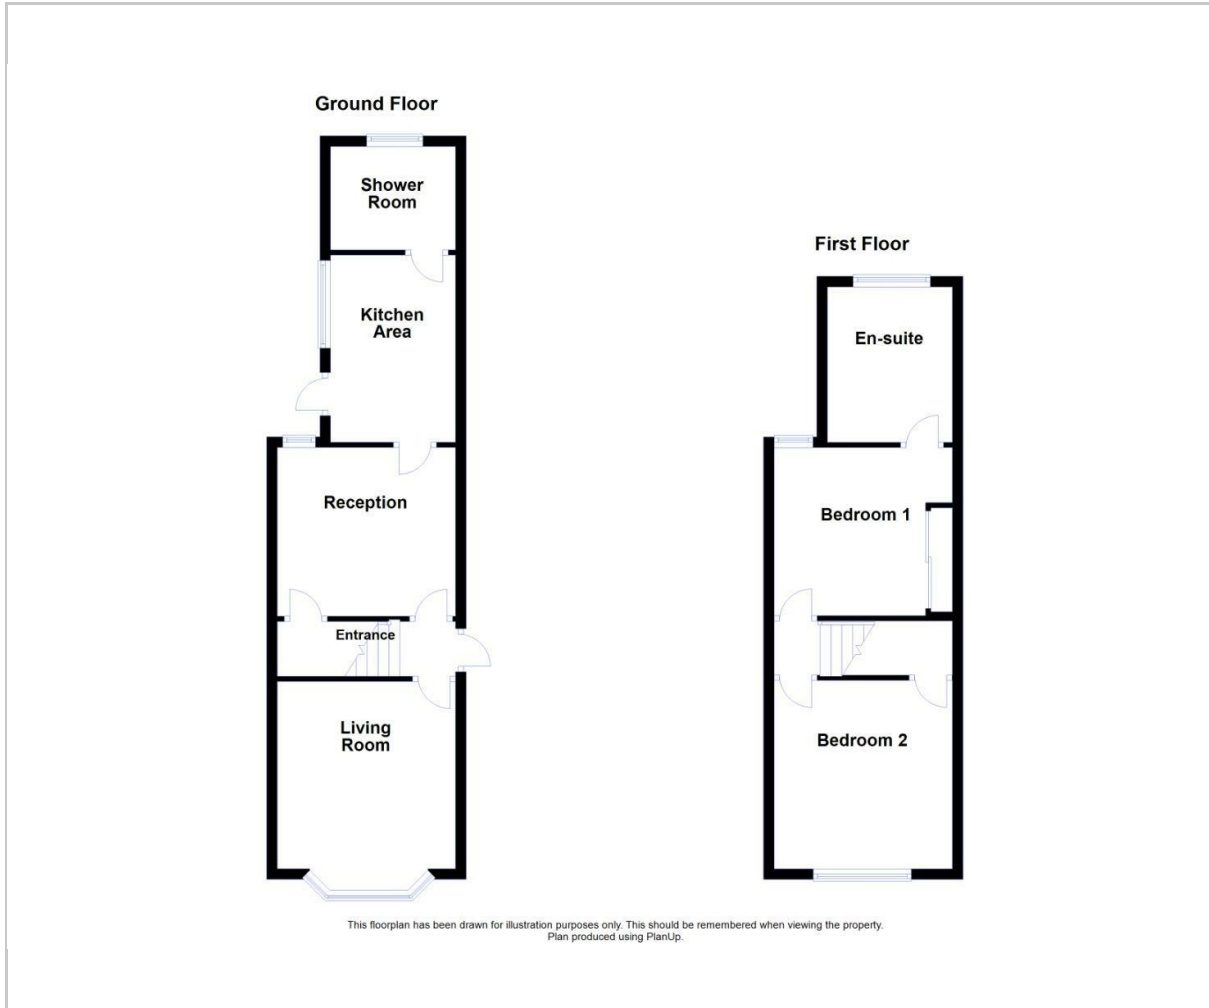 Ground Floor
Shower
Room
Kitchen
Area
Reception
Entrance
Living
Room
First Floor
En-suite
Bedroom 1
Bedroom 2
This floorplan has been drawn for illustration purposes only. This should be remembered when viewing the property.
Plan produced using PlanUp.